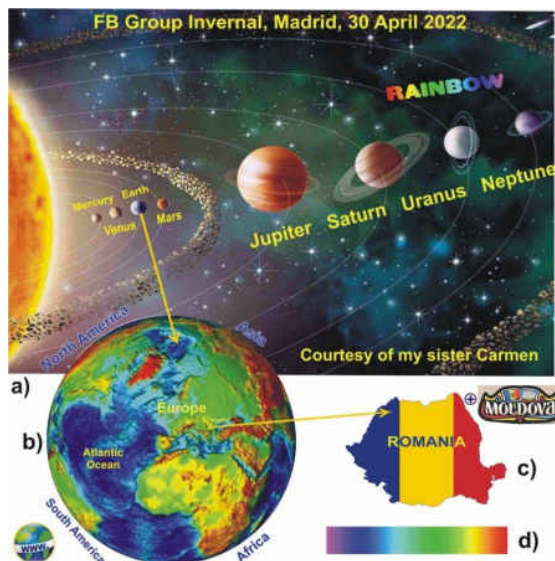 FB Group Invernal, Madrid, 30 April 2022
RAINBOW
Mercury
Venus
Earth
Mars
Jupiter
Saturn
Uranus
Neptune
North America
Asia
Courtesy of my sister Carmen
a)
b)
Europe
Atlantic
Ocean
South America
Africa
WWW
MOLDOVA
ROMANIA
c)
d)